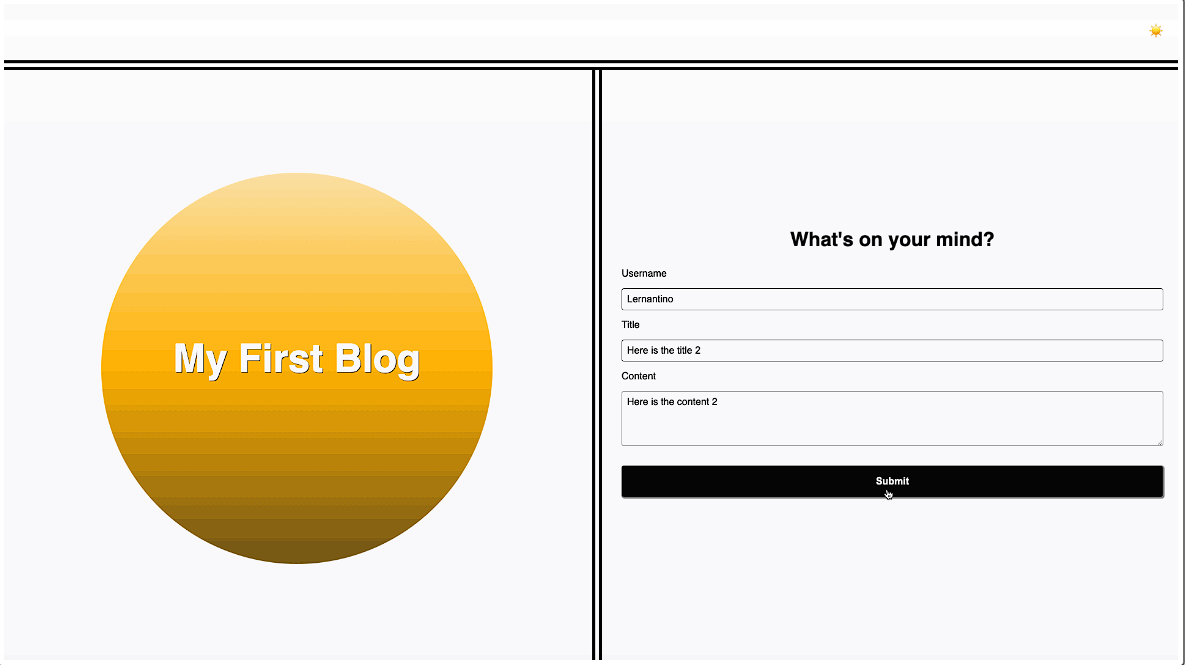 My First Blog
What's on your mind?
Username
Lernantino
Title
Here is the title 2
Content
Here is the content 2
Submit